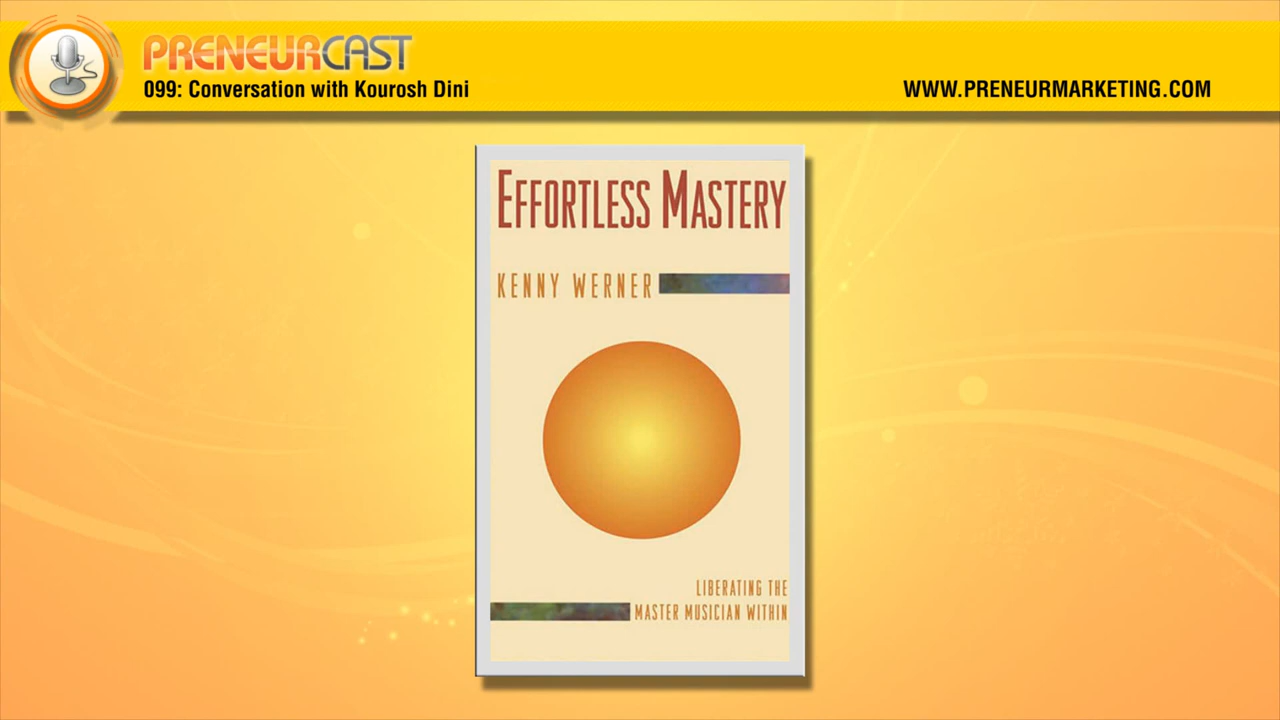 PRENEURCAST
099: Conversation with Kourosh Dini
WWW.PRENEURMARKETING.COM
EFFORTLESS MASTERY
KENNY WERNER
LIBERATING THE
MASTER MUSICIAN WITHIN